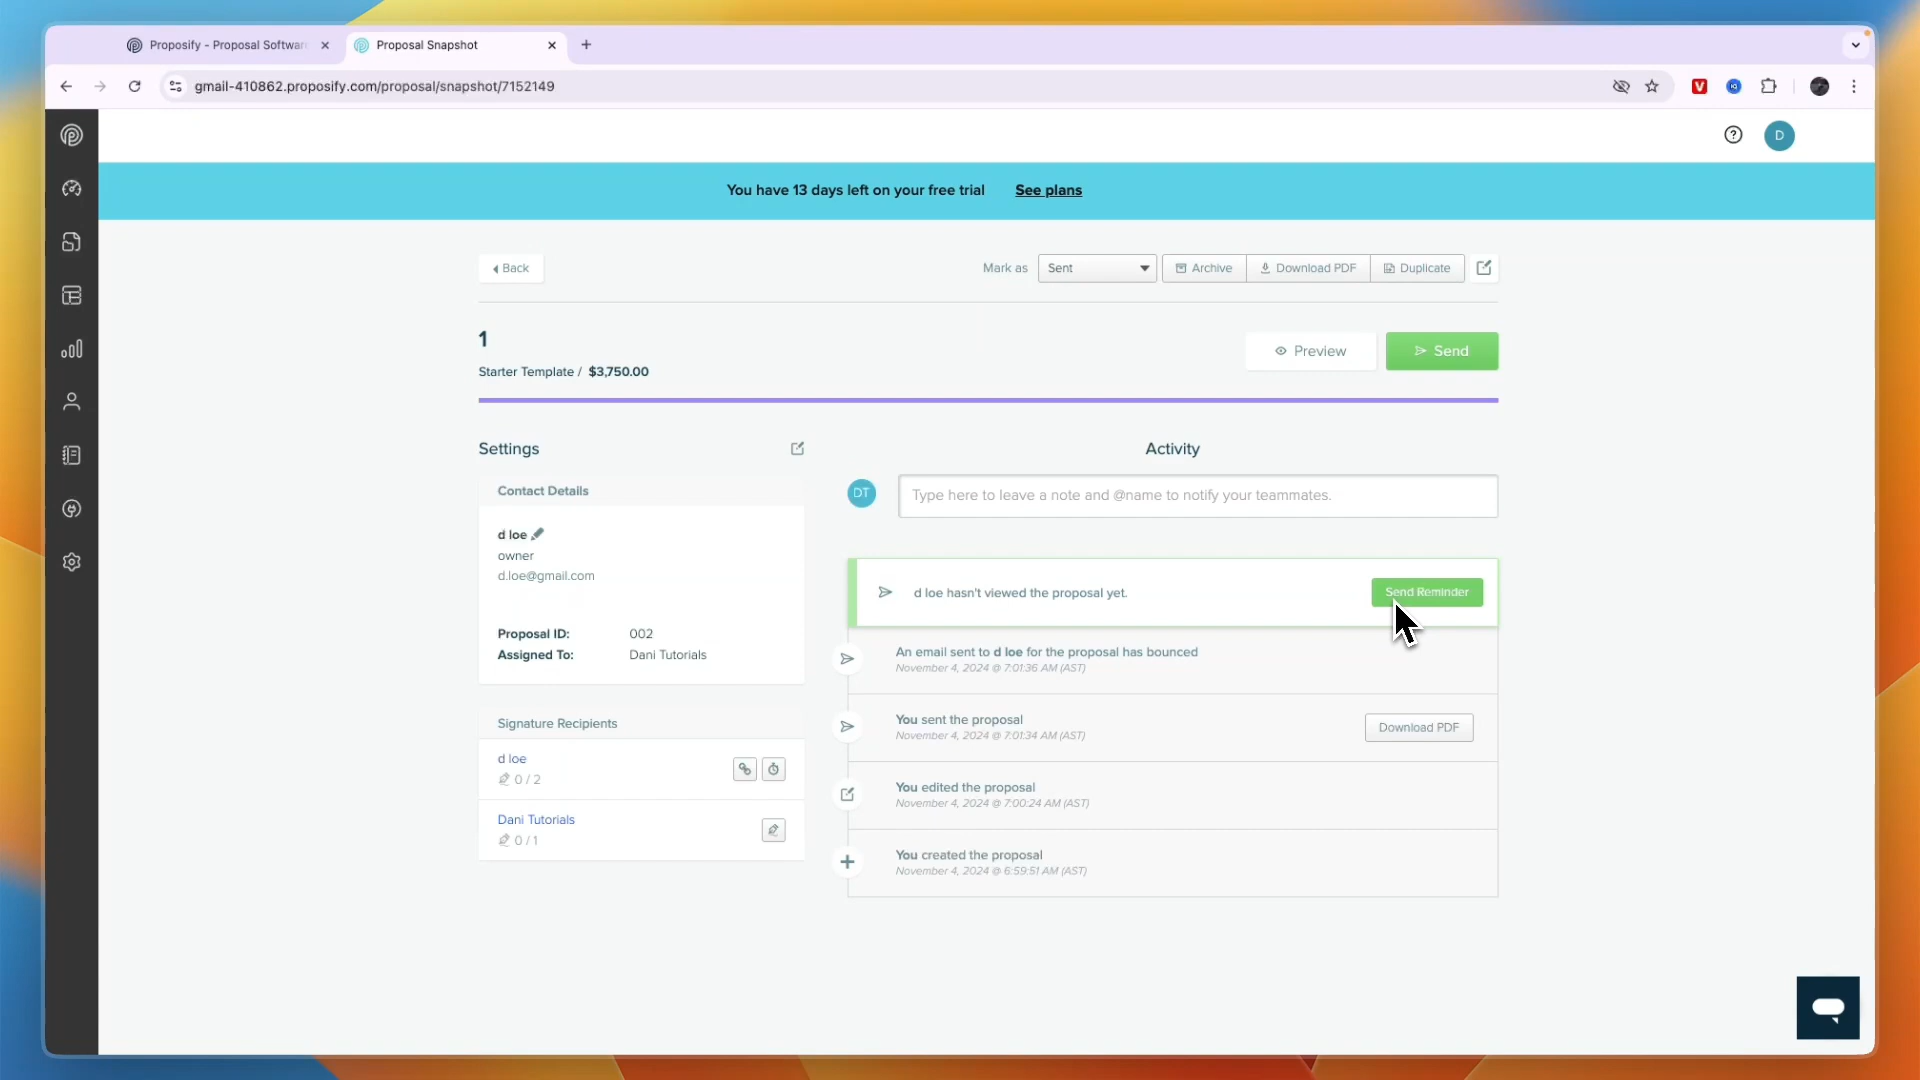 Proposify - Proposal Softwar
Proposal Snapshot
gmail-410862.proposify.com/proposal/snapshot/7152149
D
You have 13 days left on your free trial See plans
Back
Mark as Sent Archive Download PDF Duplicate
1
Starter Template / $3,750.00
Preview
Send
Settings
Contact Details
d loe
owner
d.loe@gmail.com
Proposal ID: 002
Assigned To: Dani Tutorials
Signature Recipients
d loe
0 / 2
Dani Tutorials
0 / 1
Activity
DT
Type here to leave a note and @name to notify your teammates.
d loe hasn't viewed the proposal yet.
Send Reminder
An email sent to d loe for the proposal has bounced
November 4, 2024 @ 7:01:36 AM (AST)
You sent the proposal
November 4, 2024 @ 7:01:34 AM (AST)
Download PDF
You edited the proposal
November 4, 2024 @ 7:00:24 AM (AST)
You created the proposal
November 4, 2024 @ 6:59:51 AM (AST)